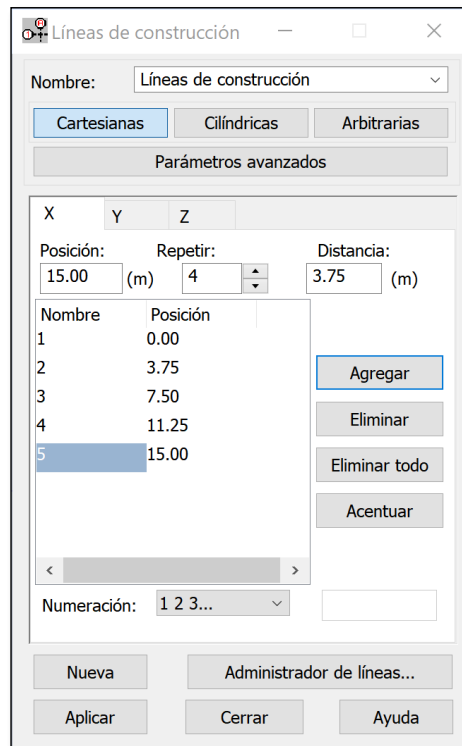 Líneas de construcción
Nombre: Líneas de construcción
Cartesianas Cilíndricas Arbitrarias
Parámetros avanzados
X Y Z
Posición: Repetir: Distancia:
15.00 (m) 4 3.75 (m)
Nombre Posición
1 0.00
2 3.75
3 7.50
4 11.25
5 15.00
Agregar
Eliminar
Eliminar todo
Acentuar
Numeración: 1 2 3...
Nueva Administrador de líneas...
Aplicar Cerrar Ayuda